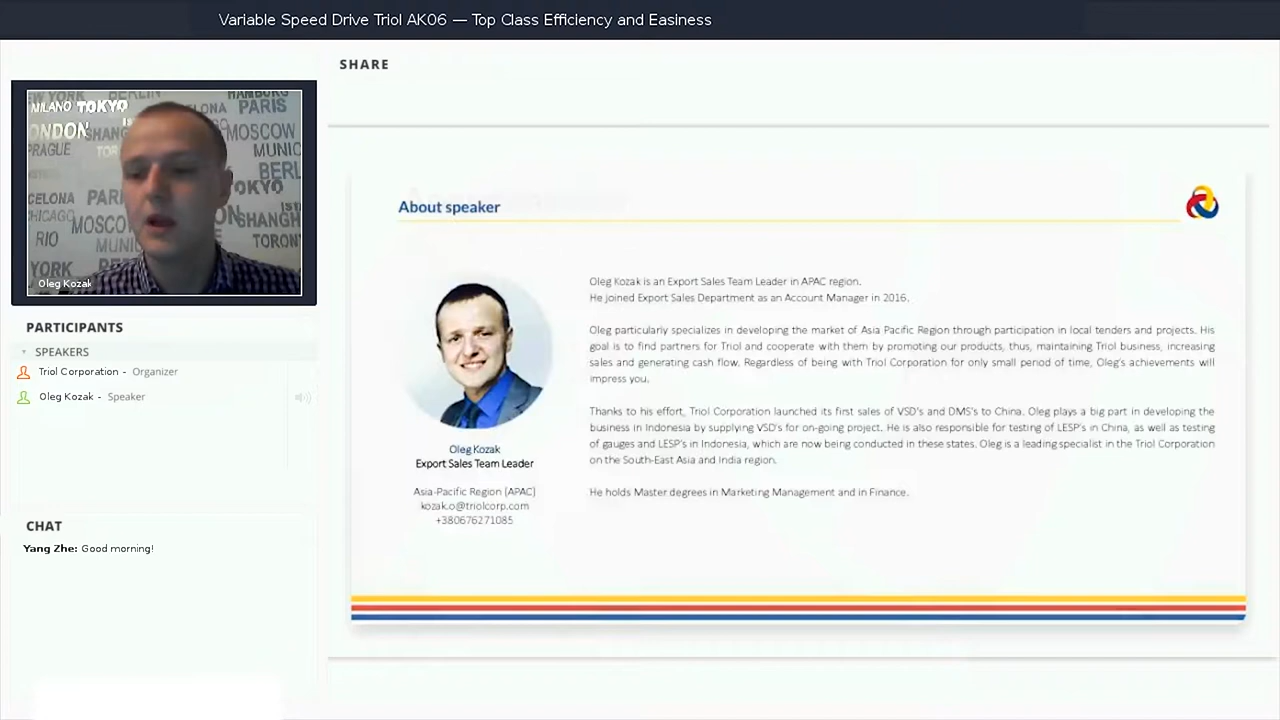 Variable Speed Drive Triol AK06 — Top Class Efficiency and Easiness
SHARE
MILANO TOKYO
PARIS
MOSCOW
PRAGUE
TOKYO
RIO
YORK
Oleg Kozak
PARTICIPANTS
SPEAKERS
Triol Corporation - Organizer
Oleg Kozak - Speaker
CHAT
Yang Zhe: Good morning!
About speaker
Oleg Kozak
Export Sales Team Leader
Asia-Pacific Region (APAC)
kozak.o@triolcorp.com
+380676271085
Oleg Kozak is an Export Sales Team Leader in APAC region.
He joined Export Sales Department as an Account Manager in 2016.
Oleg particularly specializes in developing the market of Asia Pacific Region through participation in local tenders and projects. His
goal is to find partners for Triol and cooperate with them by promoting our products, thus, maintaining Triol business, increasing
sales and generating cash flow. Regardless of being with Triol Corporation for only small period of time, Oleg's achievements will
impress you.
Thanks to his effort, Triol Corporation launched its first sales of VSD's and DMS's to China. Oleg plays a big part in developing the
business in Indonesia by supplying VSD's for on-going project. He is also responsible for testing of LESP's in China, as well as testing
of gauges and LESP's in Indonesia, which are now being conducted in these states. Oleg is a leading specialist in the Triol Corporation
on the South-East Asia and India region.
He holds Master degrees in Marketing Management and in Finance.